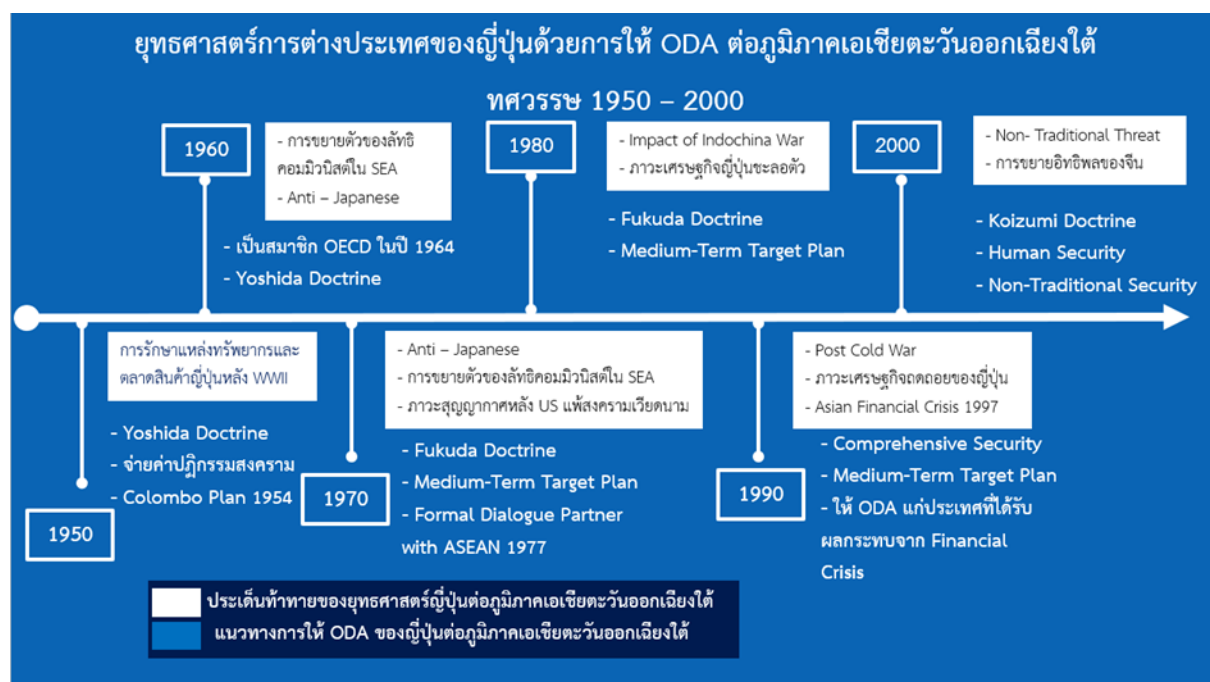 ยุทธศาสตร์การต่างประเทศของญี่ปุ่นด้วยการให้ ODA ต่อภูมิภาคเอเชียตะวันออกเฉียงใต้
ทศวรรษ 1950 – 2000
1960
- การขยายตัวของลัทธิ
คอมมิวนิสต์ใน SEA
- Anti – Japanese
- เป็นสมาชิก OECD ในปี 1964
- Yoshida Doctrine
1980
- Impact of Indochina War
- ภาวะเศรษฐกิจญี่ปุ่นชะลอตัว
- Fukuda Doctrine
- Medium-Term Target Plan
2000
- Non- Traditional Threat
- การขยายอิทธิพลของจีน
- Koizumi Doctrine
- Human Security
- Non-Traditional Security
การรักษาแหล่งทรัพยากรและ
ตลาดสินค้าญี่ปุ่นหลัง WWII
- Yoshida Doctrine
- จ่ายค่าปฏิกรรมสงคราม
- Colombo Plan 1954
1950
- Anti – Japanese
- การขยายตัวของลัทธิคอมมิวนิสต์ใน SEA
- ภาวะสุญญากาศหลัง US แพ้สงครามเวียดนาม
- Fukuda Doctrine
- Medium-Term Target Plan
- Formal Dialogue Partner
with ASEAN 1977
1970
- Post Cold War
- ภาวะเศรษฐกิจถดถอยของญี่ปุ่น
- Asian Financial Crisis 1997
- Comprehensive Security
- Medium-Term Target Plan
- ให้ ODA แก่ประเทศที่ได้รับ
ผลกระทบจาก Financial
Crisis
1990
ประเด็นท้าทายของยุทธศาสตร์ญี่ปุ่นต่อภูมิภาคเอเชียตะวันออกเฉียงใต้
แนวทางการให้ ODA ของญี่ปุ่นต่อภูมิภาคเอเชียตะวันออกเฉียงใต้